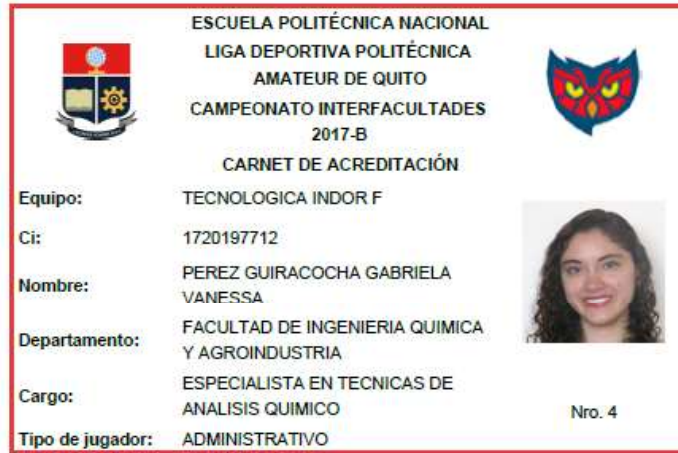 ESCUELA POLITÉCNICA NACIONAL
LIGA DEPORTIVA POLITÉCNICA
AMATEUR DE QUITO
CAMPEONATO INTERFACULTADES
2017-B
CARNET DE ACREDITACIÓN
Equipo: TECNOLOGICA INDOR F
Ci: 1720197712
Nombre: PEREZ GUIRACOCHA GABRIELA
VANESSA
Departamento: FACULTAD DE INGENIERIA QUIMICA
Y AGROINDUSTRIA
Cargo: ESPECIALISTA EN TECNICAS DE
ANALISIS QUIMICO
Nro. 4
Tipo de jugador: ADMINISTRATIVO